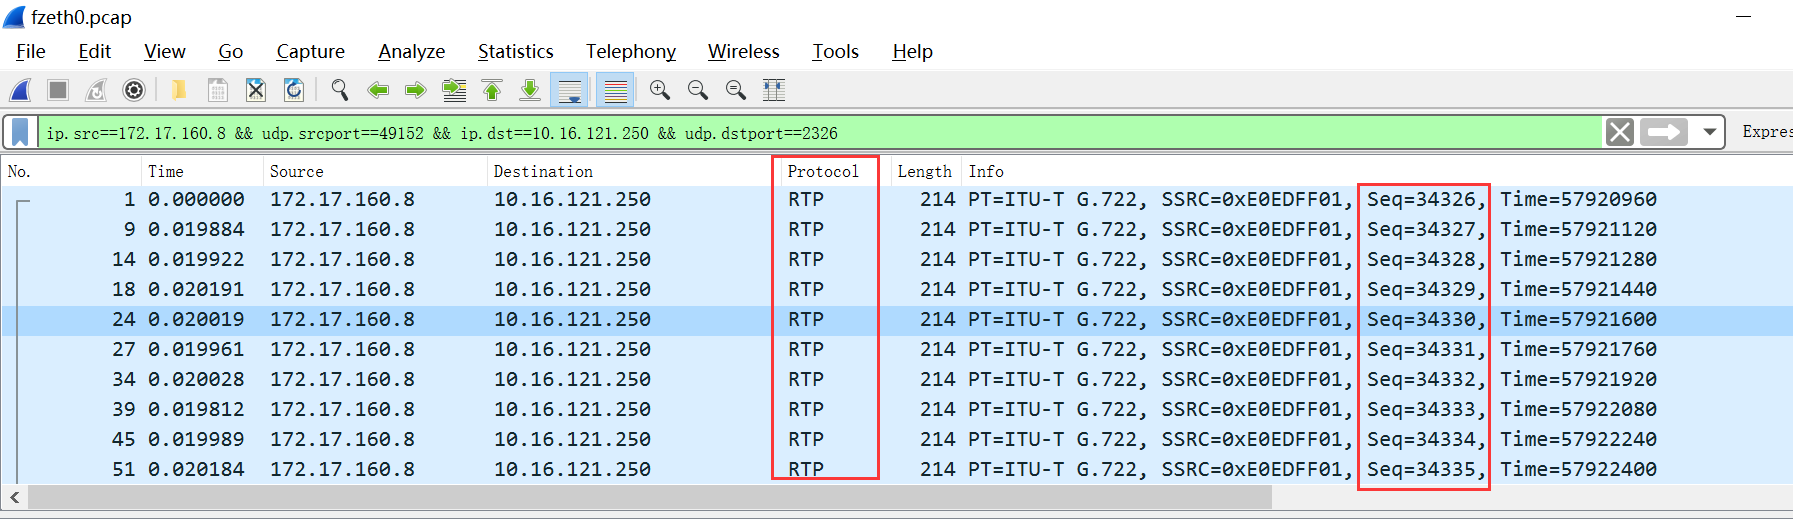 fzeth0.pcap
File Edit View Go Capture Analyze Statistics Telephony Wireless Tools Help
ip.src==172.17.160.8 && udp.srcport==49152 && ip.dst==10.16.121.250 && udp.dstport==2326 Expres
No. Time Source Destination Protocol Length Info
1 0.000000 172.17.160.8 10.16.121.250 RTP 214 PT=ITU-T G.722, SSRC=0xE0EDFF01, Seq=34326, Time=57920960
9 0.019884 172.17.160.8 10.16.121.250 RTP 214 PT=ITU-T G.722, SSRC=0xE0EDFF01, Seq=34327, Time=57921120
14 0.019922 172.17.160.8 10.16.121.250 RTP 214 PT=ITU-T G.722, SSRC=0xE0EDFF01, Seq=34328, Time=57921280
18 0.020191 172.17.160.8 10.16.121.250 RTP 214 PT=ITU-T G.722, SSRC=0xE0EDFF01, Seq=34329, Time=57921440
24 0.020019 172.17.160.8 10.16.121.250 RTP 214 PT=ITU-T G.722, SSRC=0xE0EDFF01, Seq=34330, Time=57921600
27 0.019961 172.17.160.8 10.16.121.250 RTP 214 PT=ITU-T G.722, SSRC=0xE0EDFF01, Seq=34331, Time=57921760
34 0.020028 172.17.160.8 10.16.121.250 RTP 214 PT=ITU-T G.722, SSRC=0xE0EDFF01, Seq=34332, Time=57921920
39 0.019812 172.17.160.8 10.16.121.250 RTP 214 PT=ITU-T G.722, SSRC=0xE0EDFF01, Seq=34333, Time=57922080
45 0.019989 172.17.160.8 10.16.121.250 RTP 214 PT=ITU-T G.722, SSRC=0xE0EDFF01, Seq=34334, Time=57922240
51 0.020184 172.17.160.8 10.16.121.250 RTP 214 PT=ITU-T G.722, SSRC=0xE0EDFF01, Seq=34335, Time=57922400